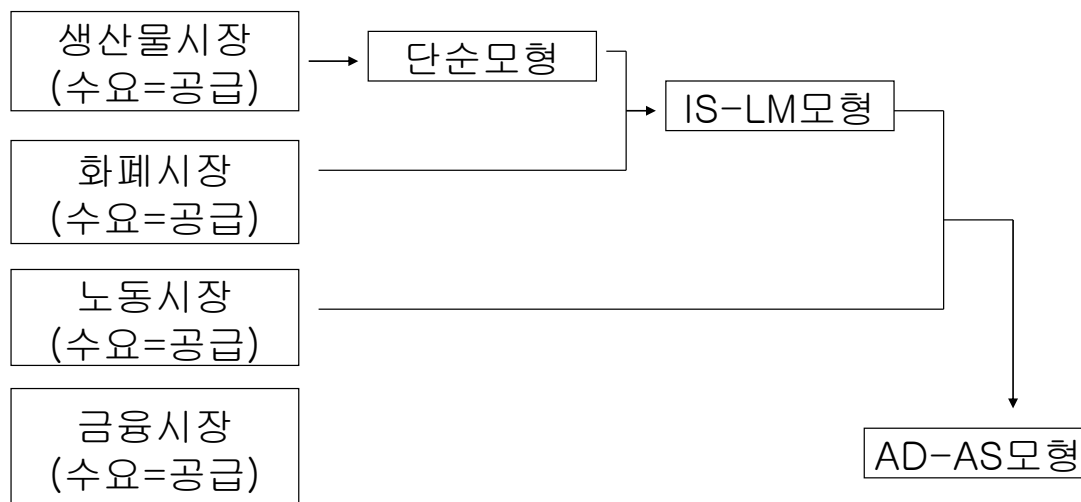 생산물시장
(수요=공급)
단순모형
IS-LM모형
화폐시장
(수요=공급)
노동시장
(수요=공급)
금융시장
(수요=공급)
AD-AS모형